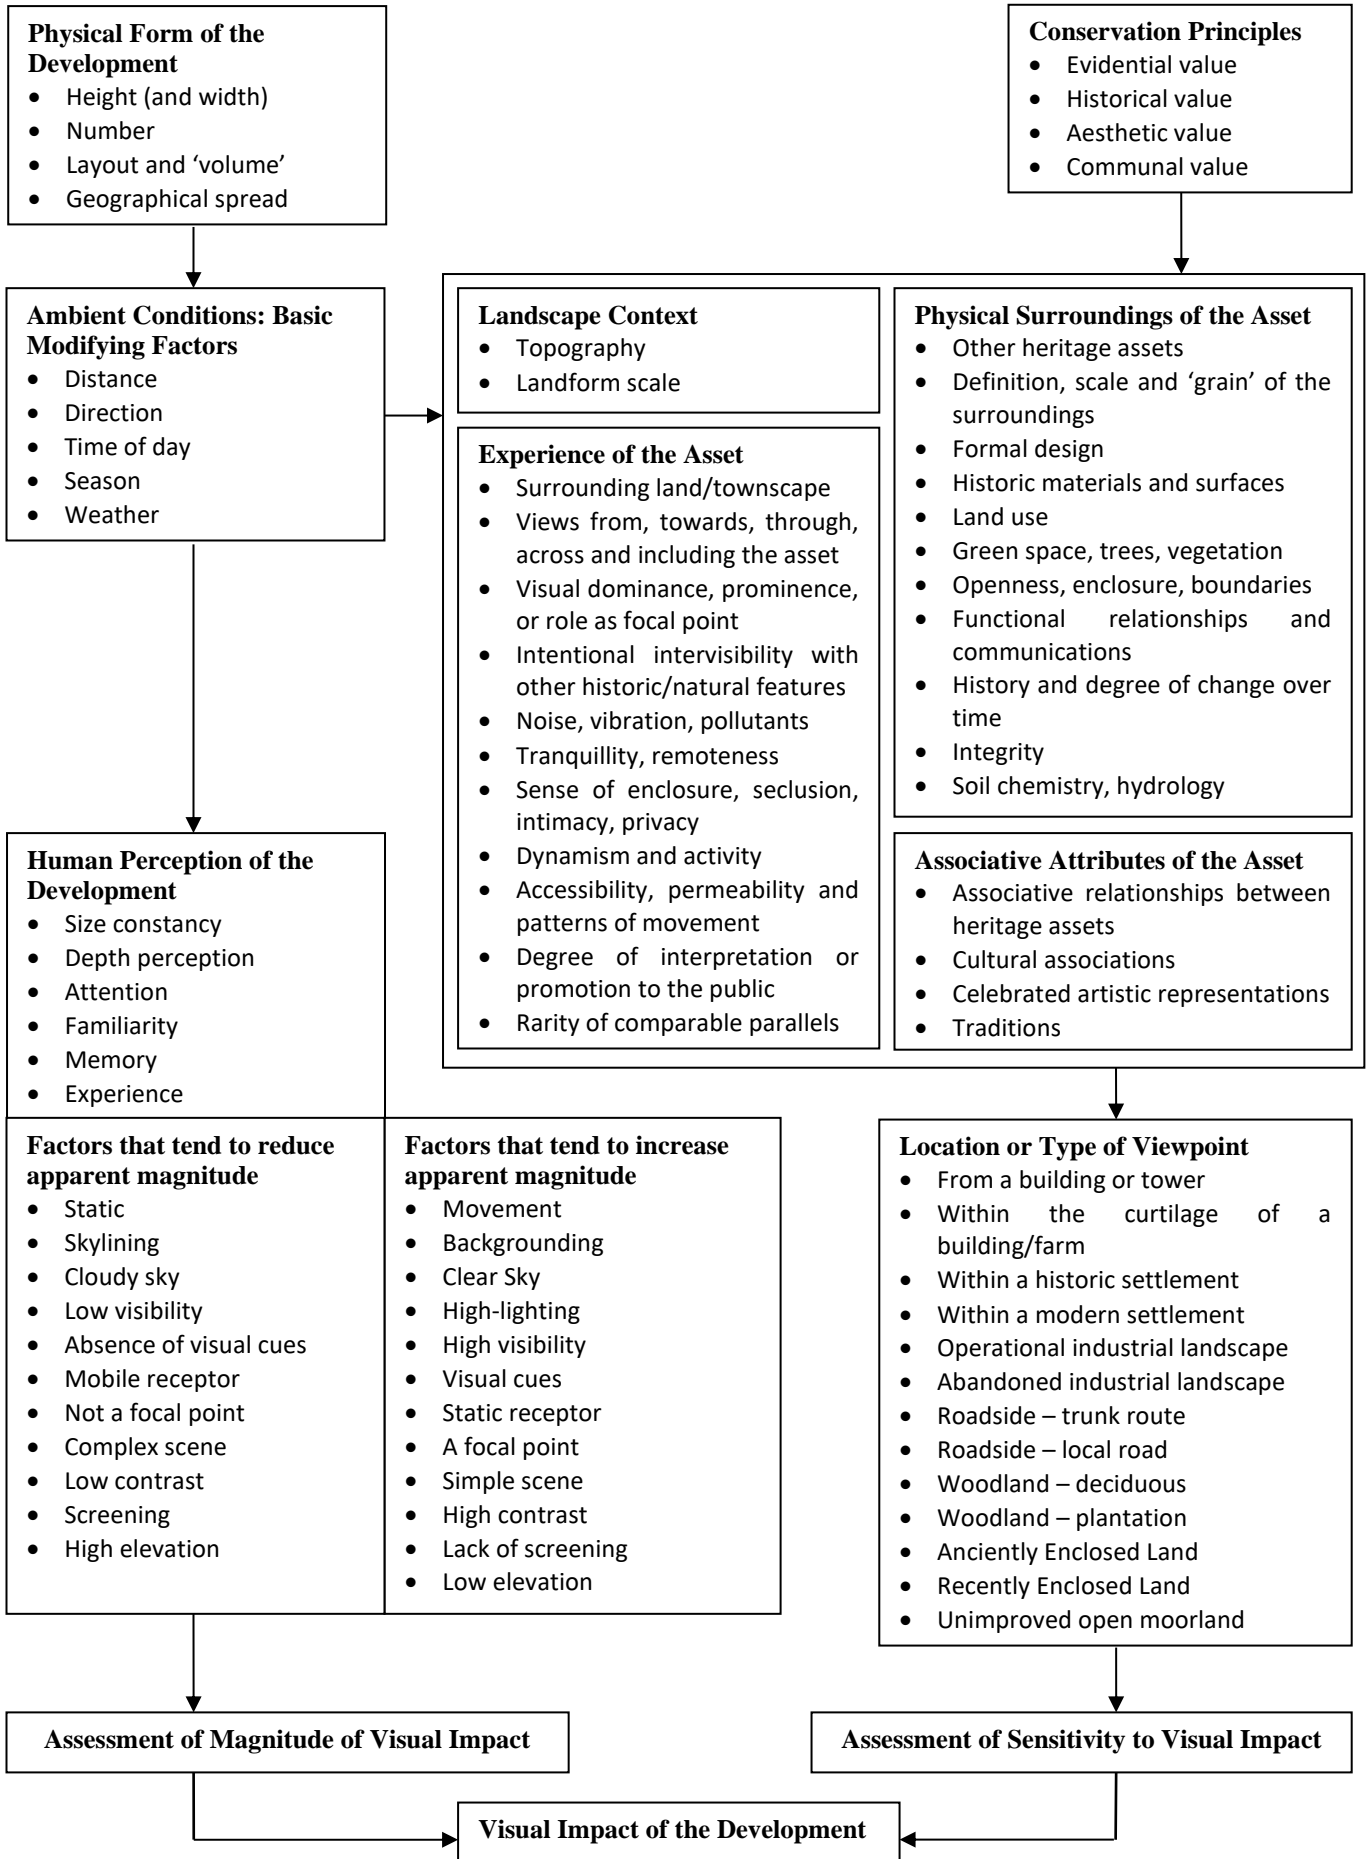 Physical Form of the
Development
• Height (and width)
• Number
• Layout and ‘volume’
• Geographical spread
Conservation Principles
• Evidential value
• Historical value
• Aesthetic value
• Communal value
Ambient Conditions: Basic
Modifying Factors
• Distance
• Direction
• Time of day
• Season
• Weather
Landscape Context
• Topography
• Landform scale
Experience of the Asset
• Surrounding land/townscape
• Views from, towards, through,
across and including the asset
• Visual dominance, prominence,
or role as focal point
• Intentional intervisibility with
other historic/natural features
• Noise, vibration, pollutants
• Tranquillity, remoteness
• Sense of enclosure, seclusion,
intimacy, privacy
• Dynamism and activity
• Accessibility, permeability and
patterns of movement
• Degree of interpretation or
promotion to the public
• Rarity of comparable parallels
Physical Surroundings of the Asset
• Other heritage assets
• Definition, scale and ‘grain’ of the
surroundings
• Formal design
• Historic materials and surfaces
• Land use
• Green space, trees, vegetation
• Openness, enclosure, boundaries
• Functional relationships and
communications
• History and degree of change over
time
• Integrity
• Soil chemistry, hydrology
Associative Attributes of the Asset
• Associative relationships between
heritage assets
• Cultural associations
• Celebrated artistic representations
• Traditions
Human Perception of the
Development
• Size constancy
• Depth perception
• Attention
• Familiarity
• Memory
• Experience
Factors that tend to reduce
apparent magnitude
• Static
• Skylining
• Cloudy sky
• Low visibility
• Absence of visual cues
• Mobile receptor
• Not a focal point
• Complex scene
• Low contrast
• Screening
• High elevation
Factors that tend to increase
apparent magnitude
• Movement
• Backgrounding
• Clear Sky
• High-lighting
• High visibility
• Visual cues
• Static receptor
• A focal point
• Simple scene
• High contrast
• Lack of screening
• Low elevation
Location or Type of Viewpoint
• From a building or tower
• Within the curtilage of a
building/farm
• Within a historic settlement
• Within a modern settlement
• Operational industrial landscape
• Abandoned industrial landscape
• Roadside – trunk route
• Roadside – local road
• Woodland – deciduous
• Woodland – plantation
• Anciently Enclosed Land
• Recently Enclosed Land
• Unimproved open moorland
Assessment of Magnitude of Visual Impact
Assessment of Sensitivity to Visual Impact
Visual Impact of the Development